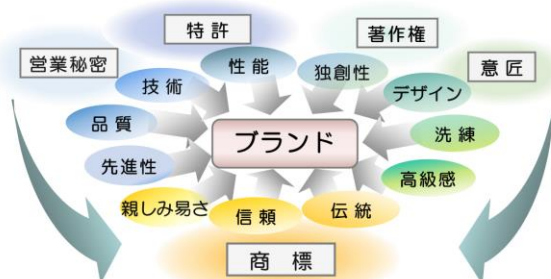 特許
著作権
営業秘密
意匠
性能
独創性
技術
デザイン
品質
ブランド
洗練
先進性
高級感
親しみ易さ
信頼
伝統
商標